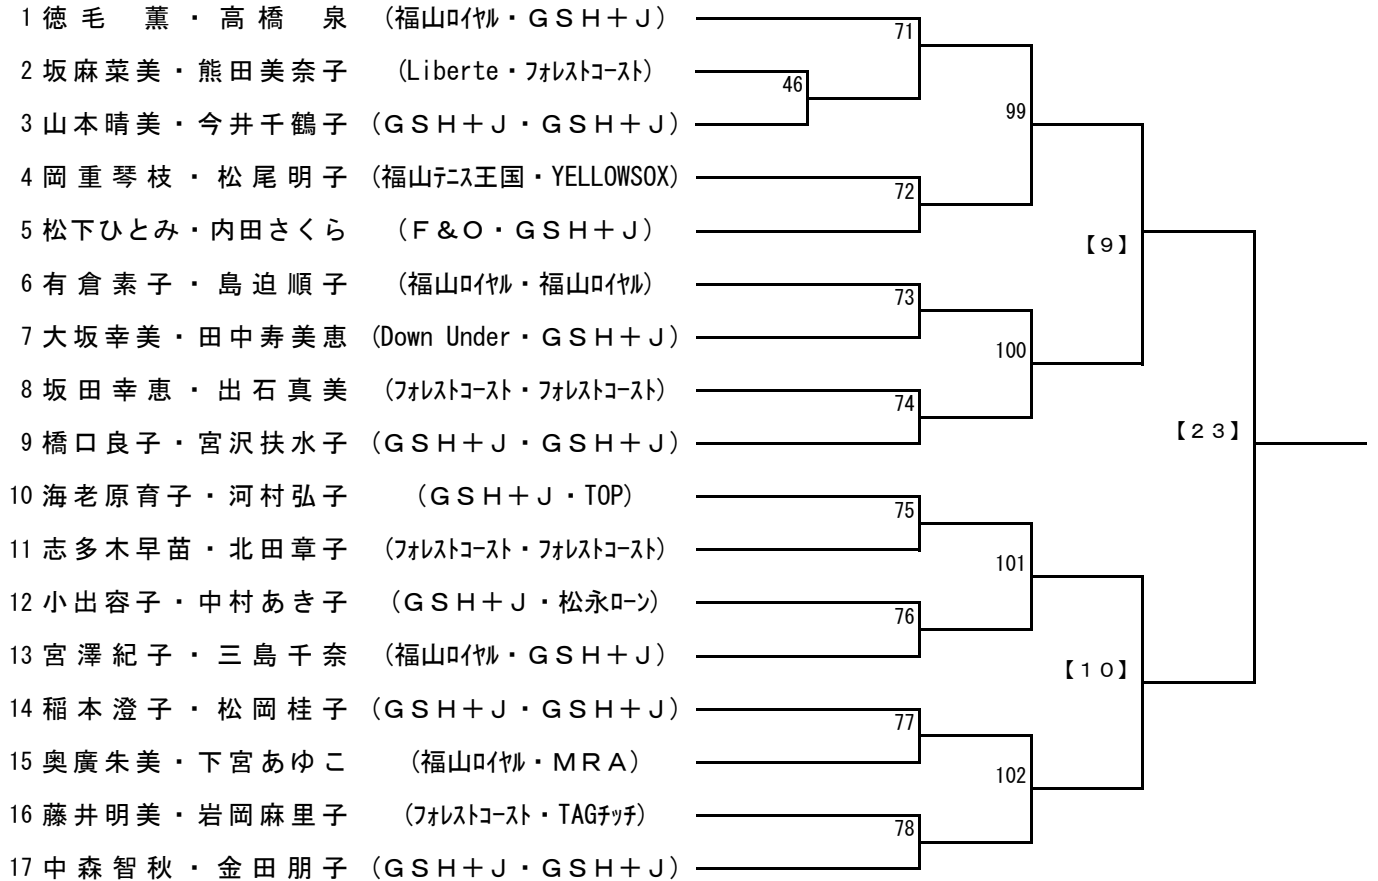 1 徳毛 薫・高橋 泉 (福山ﾛｲﾔﾙ・ＧＳＨ＋Ｊ)
71
2 坂麻菜美・熊田美奈子 (Liberte・ﾌｫﾚｽﾄｺｰｽﾄ)
46
3 山本晴美・今井千鶴子 (ＧＳＨ＋Ｊ・ＧＳＨ＋Ｊ)
99
4 岡重琴枝・松尾明子 (福山ﾃﾆｽ王国・YELLOWSOX)
72
5 松下ひとみ・内田さくら (Ｆ＆Ｏ・ＧＳＨ＋Ｊ)
【９】
6 有倉素子・島迫順子 (福山ﾛｲﾔﾙ・福山ﾛｲﾔﾙ)
73
7 大坂幸美・田中寿美恵 (Down Under・ＧＳＨ＋Ｊ)
100
8 坂田幸恵・出石真美 (ﾌｫﾚｽﾄｺｰｽﾄ・ﾌｫﾚｽﾄｺｰｽﾄ)
74
9 橋口良子・宮沢扶水子 (ＧＳＨ＋Ｊ・ＧＳＨ＋Ｊ)
【２３】
10 海老原育子・河村弘子 (ＧＳＨ＋Ｊ・TOP)
75
11 志多木早苗・北田章子 (ﾌｫﾚｽﾄｺｰｽﾄ・ﾌｫﾚｽﾄｺｰｽﾄ)
101
12 小出容子・中村あき子 (ＧＳＨ＋Ｊ・松永ﾛｰﾝ)
76
13 宮澤紀子・三島千奈 (福山ﾛｲﾔﾙ・ＧＳＨ＋Ｊ)
【１０】
14 稲本澄子・松岡桂子 (ＧＳＨ＋Ｊ・ＧＳＨ＋Ｊ)
77
15 奥廣朱美・下宮あゆこ (福山ﾛｲﾔﾙ・ＭＲＡ)
102
16 藤井明美・岩岡麻里子 (ﾌｫﾚｽﾄｺｰｽﾄ・TAGﾁｯﾁ)
78
17 中森智秋・金田朋子 (ＧＳＨ＋Ｊ・ＧＳＨ＋Ｊ)